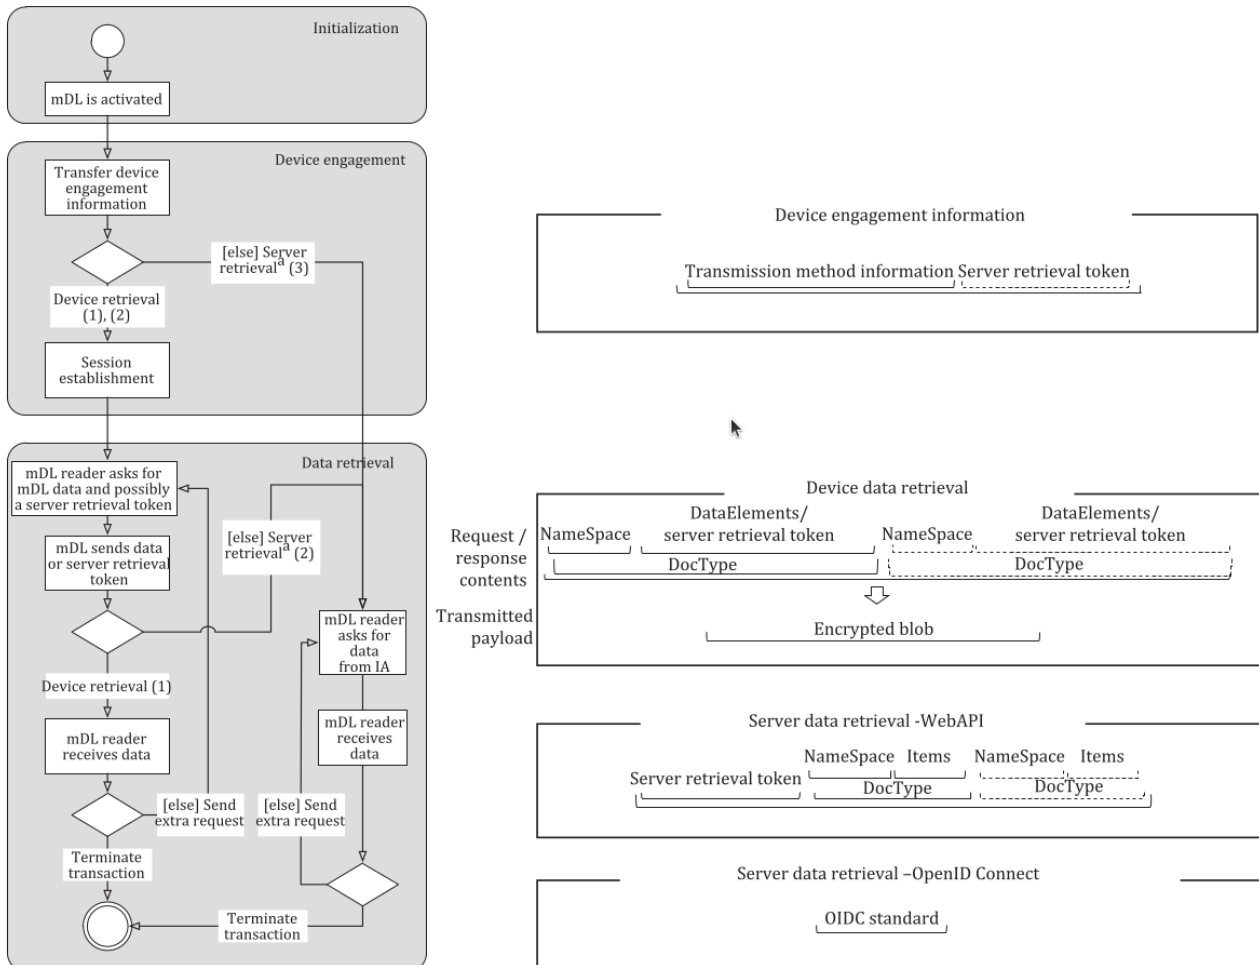 Initialization
mDL is activated
Device engagement
Transfer device
engagement
information
[else] Server
retrievalᵃ (3)
Device retrieval
(1), (2)
Session
establishment
Data retrieval
mDL reader asks for
mDL data and possibly
a server retrieval token
[else] Server
retrievalᵃ (2)
mDL sends data
or server retrieval
token
mDL reader
asks for
data
from IA
Device retrieval (1)
mDL reader
receives data
mDL reader
receives
data
[else] Send
extra request
[else] Send
extra request
Terminate
transaction
Terminate
transaction
Device engagement information
Transmission method information Server retrieval token
Device data retrieval
Request /
response
contents
NameSpace
DataElements/
server retrieval token
NameSpace
DataElements/
server retrieval token
DocType
DocType
Transmitted
payload
Encrypted blob
Server data retrieval -WebAPI
Server retrieval token
NameSpace Items NameSpace Items
DocType DocType
Server data retrieval –OpenID Connect
OIDC standard